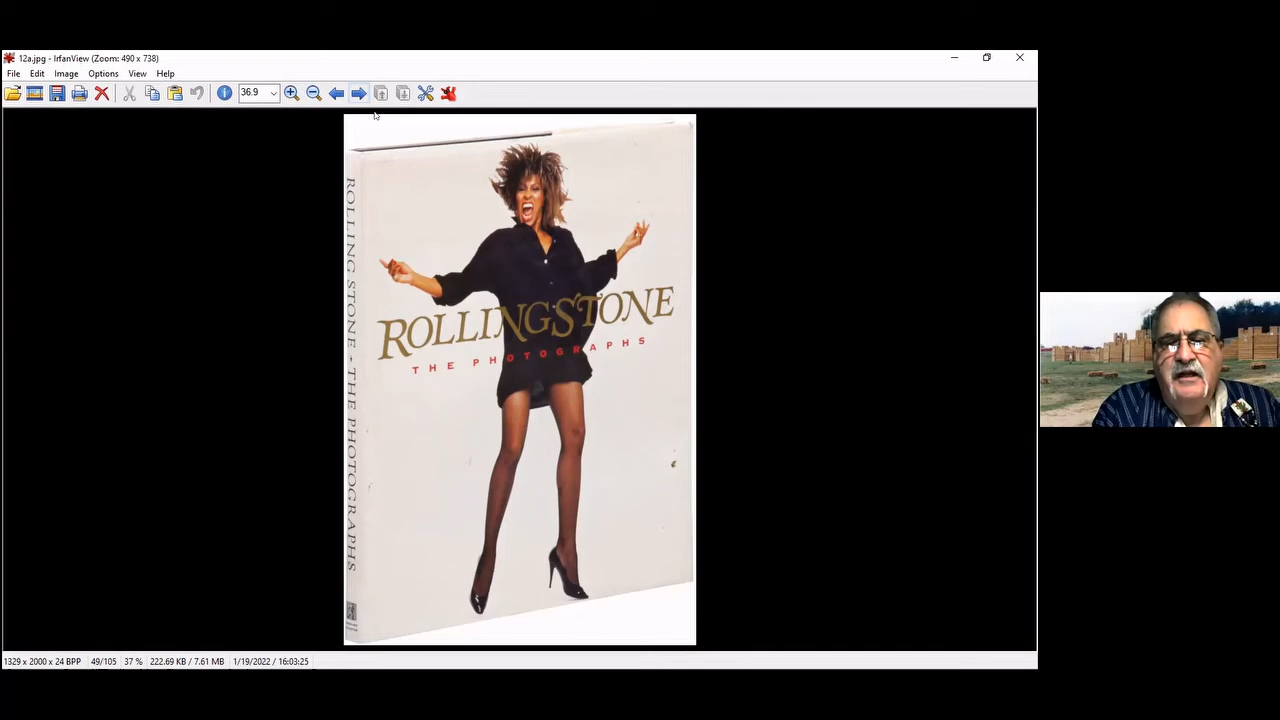 12a.jpg - IrfanView (Zoom: 490 x 738)
File Edit Image Options View Help
36.9
ROLLING STONE • THE PHOTOGRAPHS
ROLLINGSTONE
THE PHOTOGRAPHS
1329 x 2000 x 24 BPP 49/105 37 % 222.69 KB / 7.61 MB 1/19/2022 / 16:03:25